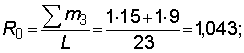 R₀ = ∑m₃ / L = (1·15+1·9) / 23 = 1,043;